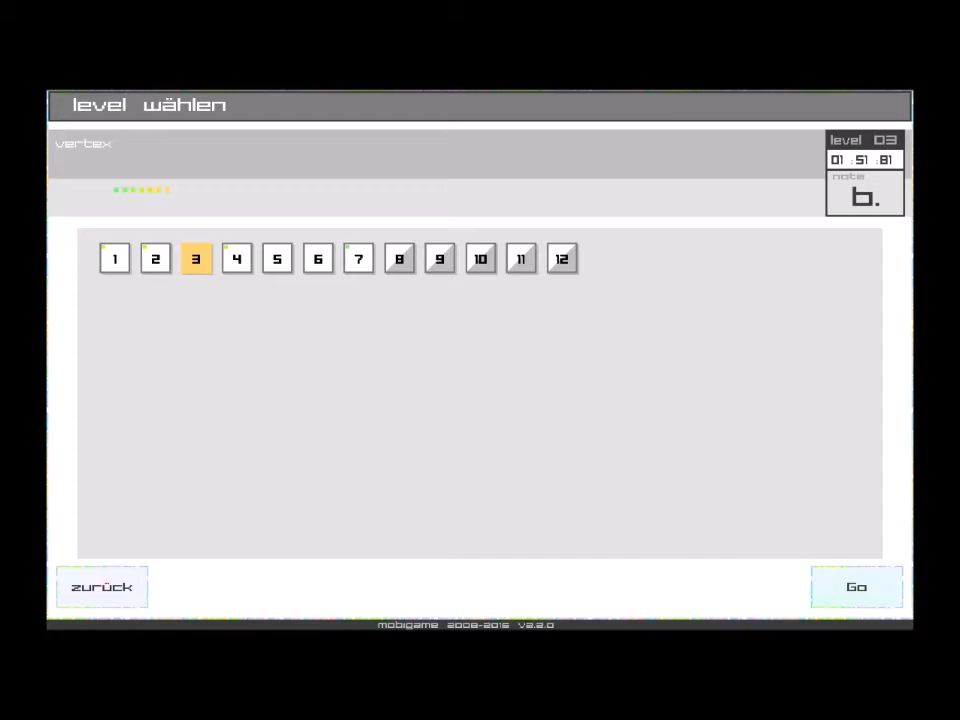 level wählen
vertex
level 03
01 : 51 : 81
note
b.
1 2 3 4 5 6 7 8 9 10 11 12
zurück
Go
mobigame 2008-2016 v2.2.0